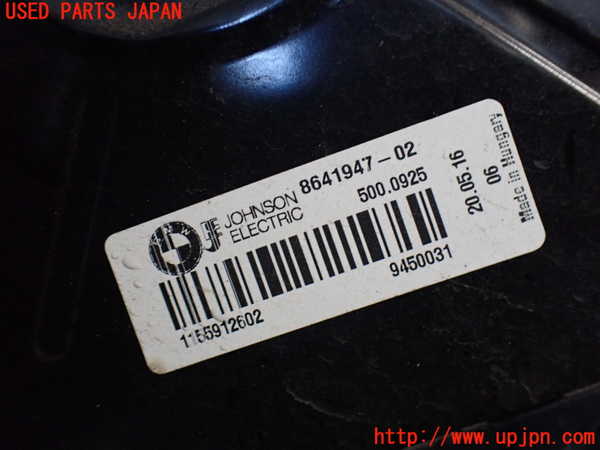 USED PARTS JAPAN
JOHNSON
ELECTRIC
8641947-02
500.0925
20.05.16
06
Made in Hungary
1155912602
9450031
http://www.upjpn.com/